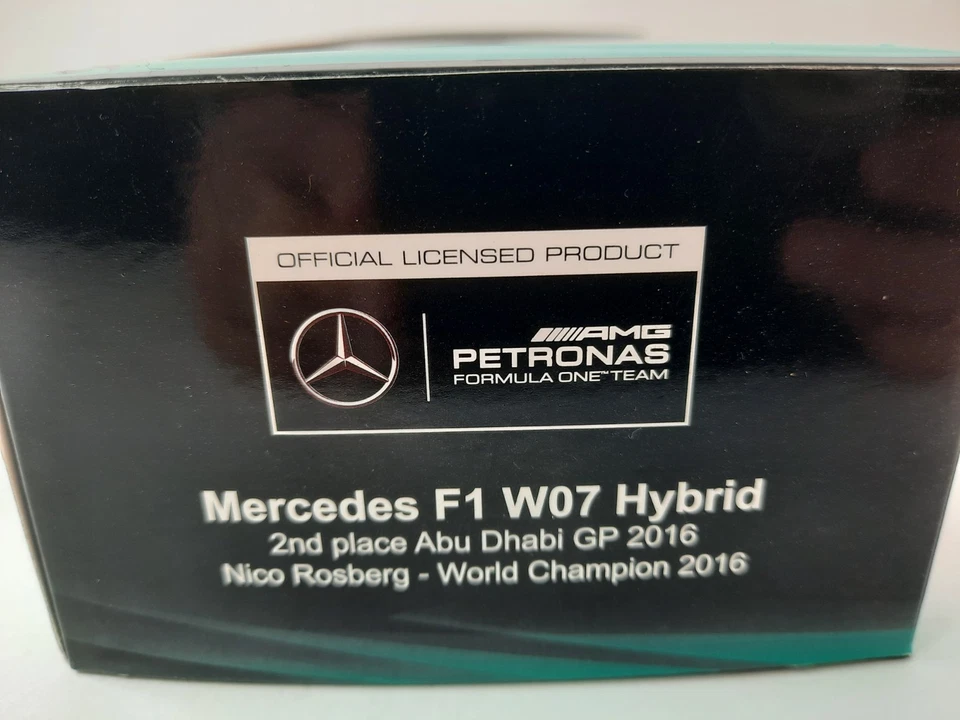 OFFICIAL LICENSED PRODUCT
AMG
PETRONAS
FORMULA ONE™ TEAM
Mercedes F1 W07 Hybrid
2nd place Abu Dhabi GP 2016
Nico Rosberg - World Champion 2016